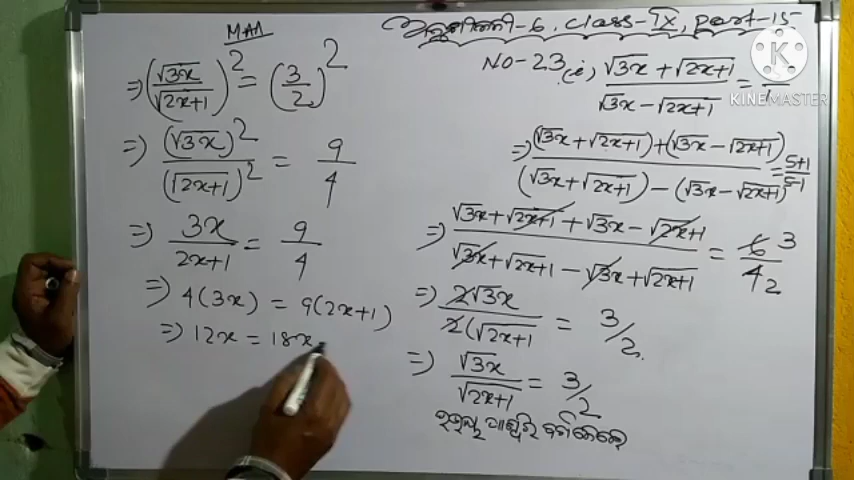 ଅନୁଶୀଳନୀ-6, class-IX, part-15
NO-23(i) (√3x + √2x+1)/(√3x - √2x+1) =
⇒ ((√3x + √2x+1) + (√3x - √2x+1))/((√3x + √2x+1) - (√3x - √2x+1)) = 5+1/5-1
⇒ (√3x + √2x+1 + √3x - √2x+1)/(√3x + √2x+1 - √3x + √2x+1) = 6 3/4 2
⇒ 2√3x/2(√2x+1 = 3/2.
⇒ √3x/√2x+1 = 3/2
⇒ (√3x/√2x+1)2 = (3/2)2
⇒ (√3x)2/(√2x+1)2 = 9/4
⇒ 3x/2x+1 = 9/4
⇒ 4(3x) = 9(2x+1)
⇒ 12x = 18x
KINEMASTER